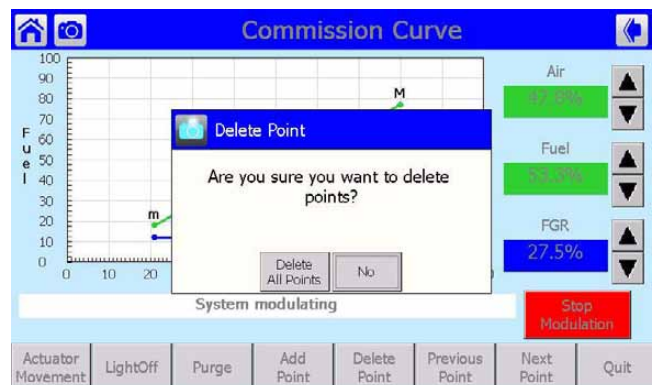 Commission Curve
100
90
80
70
60
50
40
30
20
10
0
Fuel
0 10 20
m
M
Delete Point
Are you sure you want to delete
points?
Delete
All Points
No
Air
47.8%
Fuel
53.3%
FGR
27.5%
System modulating
Stop
Modulation
Actuator
Movement
LightOff
Purge
Add
Point
Delete
Point
Previous
Point
Next
Point
Quit